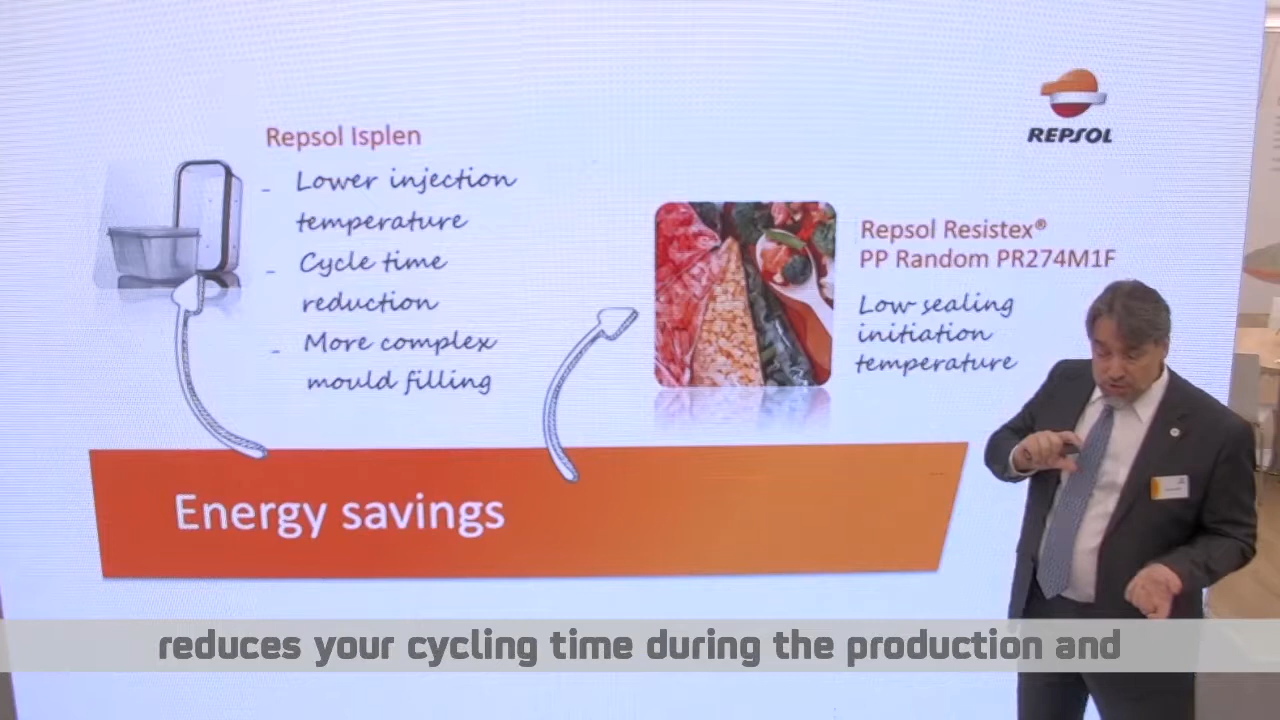 REPSOL
Repsol Isplen
- Lower injection
temperature
- Cycle time
reduction
- More complex
mould filling
Repsol Resistex®
PP Random PR274M1F
Low sealing
initiation
temperature
Energy savings
reduces your cycling time during the production and